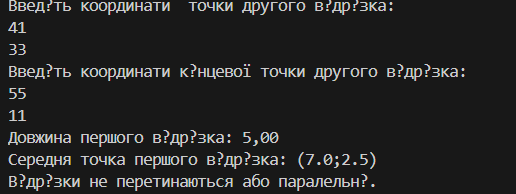 Введ?ть координати  точки другого в?др?зка:
41
33
Введ?ть координати к?нцевої точки другого в?др?зка:
55
11
Довжина першого в?др?зка: 5,00
Середня точка першого в?др?зка: (7.0;2.5)
В?др?зки не перетинаються або паралельн?.